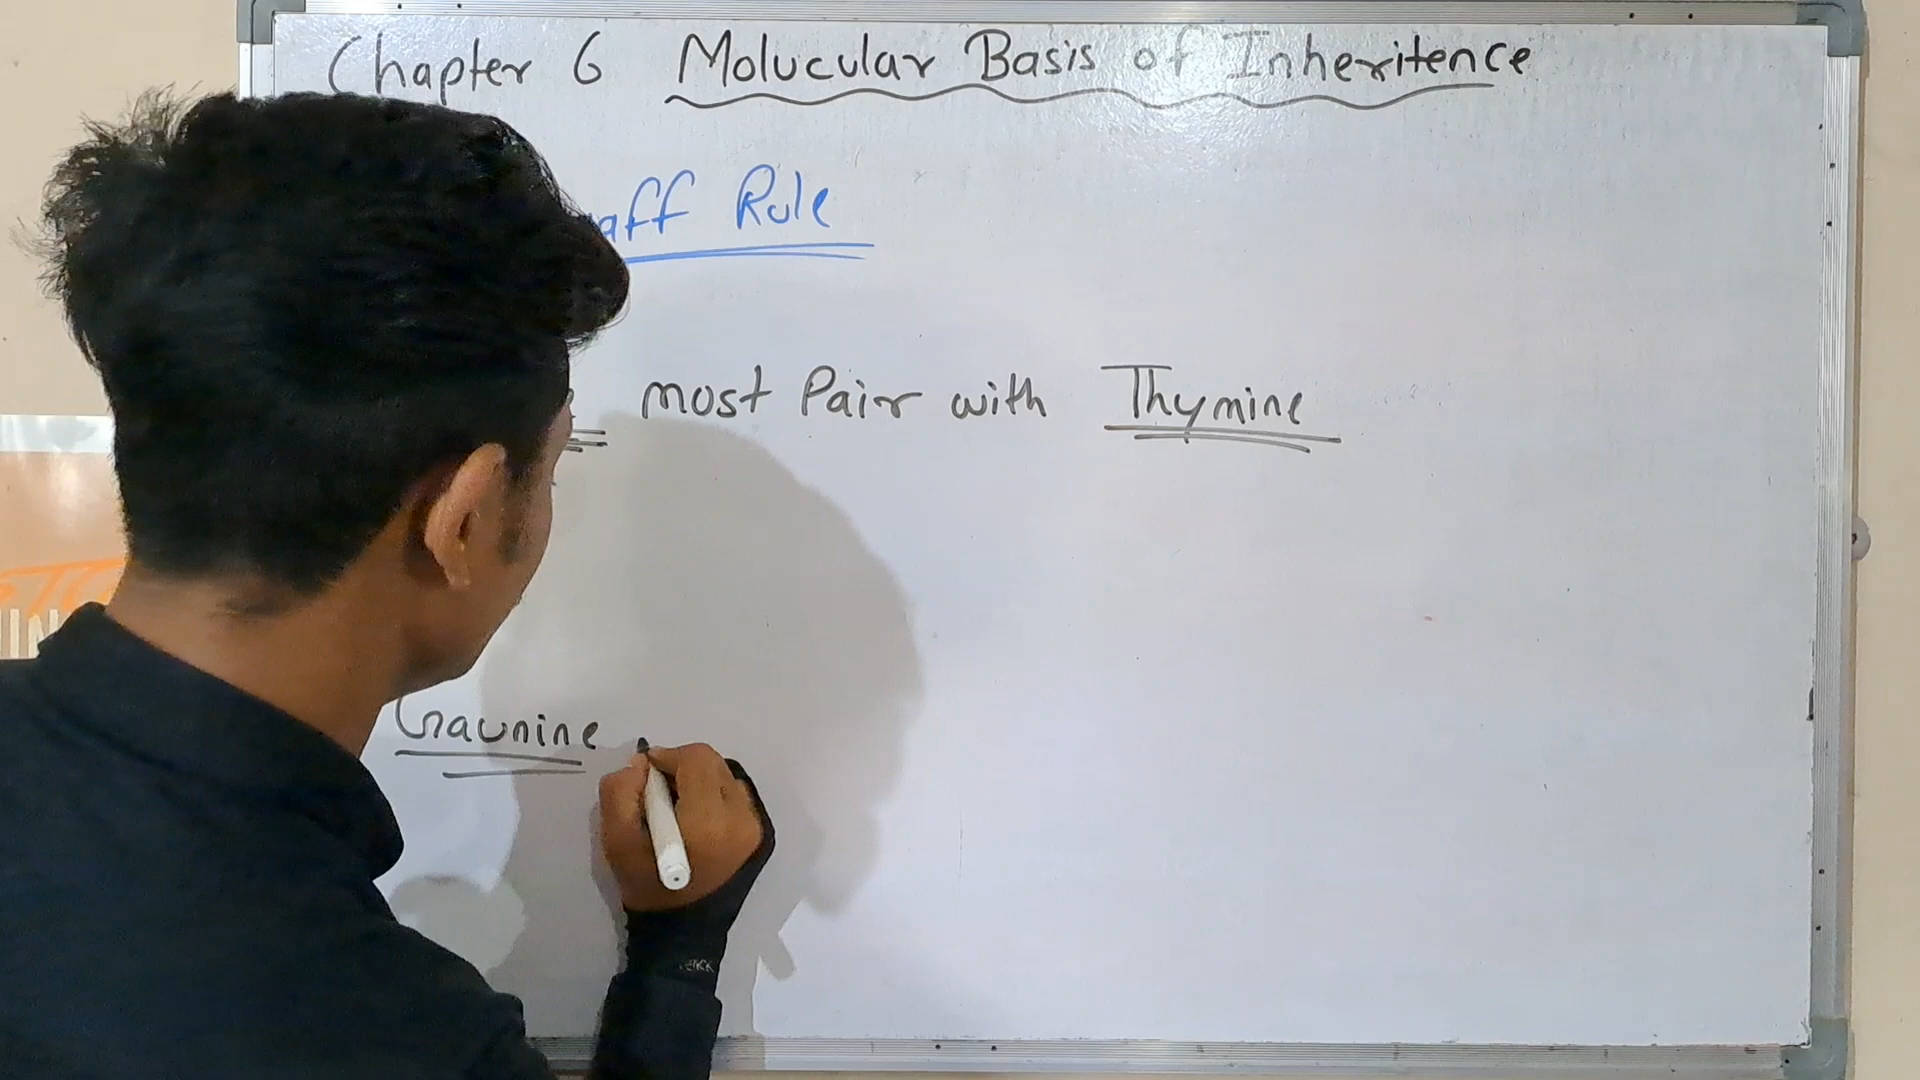 Chapter 6 Molucular Basis of Inheritence
aff Rule
most Pair with Thymine
Gaunine